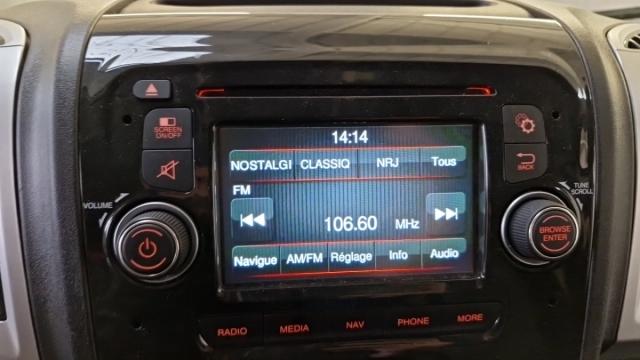 14:14
SCREEN ON/OFF
NOSTALGI CLASSIQ NRJ Tous
BACK
FM
VOLUME
TUNE SCROLL
106.60 MHz
BROWSE ENTER
Navigue AM/FM Réglage Info Audio
RADIO MEDIA NAV PHONE MORE